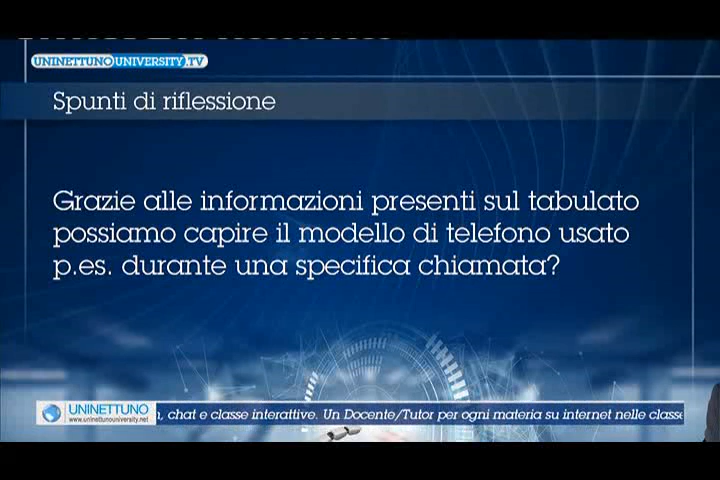 UNINETTUNOUNIVERSITY.TV
Spunti di riflessione
Grazie alle informazioni presenti sul tabulato
possiamo capire il modello di telefono usato
p.es. durante una specifica chiamata?
UNINETTUNO
www.uninettunouniversity.net
, chat e classe interattive. Un Docente/Tutor per ogni materia su internet nelle classe